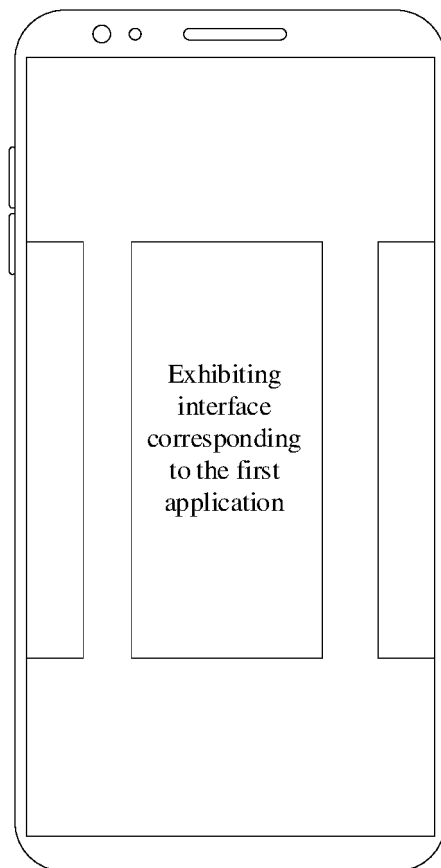 Exhibiting
interface
corresponding
to the first
application